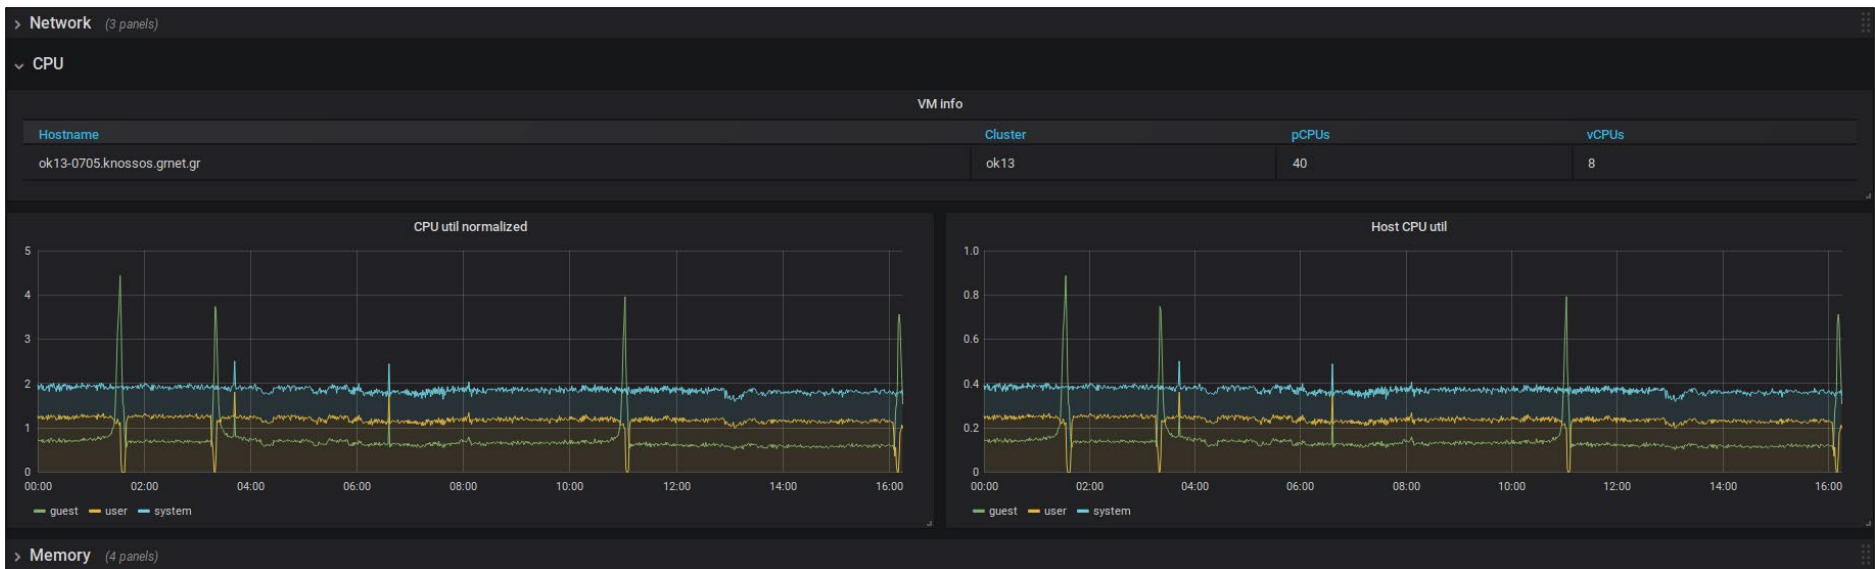 Network (3 panels)
CPU
VM info
Hostname Cluster pCPUs vCPUs
ok13-0705.knossos.grnet.gr ok13 40 8
CPU util normalized
5
4
3
2
1
0
00:00 02:00 04:00 06:00 08:00 10:00 12:00 14:00 16:00
guest user system
Host CPU util
1.0
0.8
0.6
0.4
0.2
0
00:00 02:00 04:00 06:00 08:00 10:00 12:00 14:00 16:00
guest user system
Memory (4 panels)